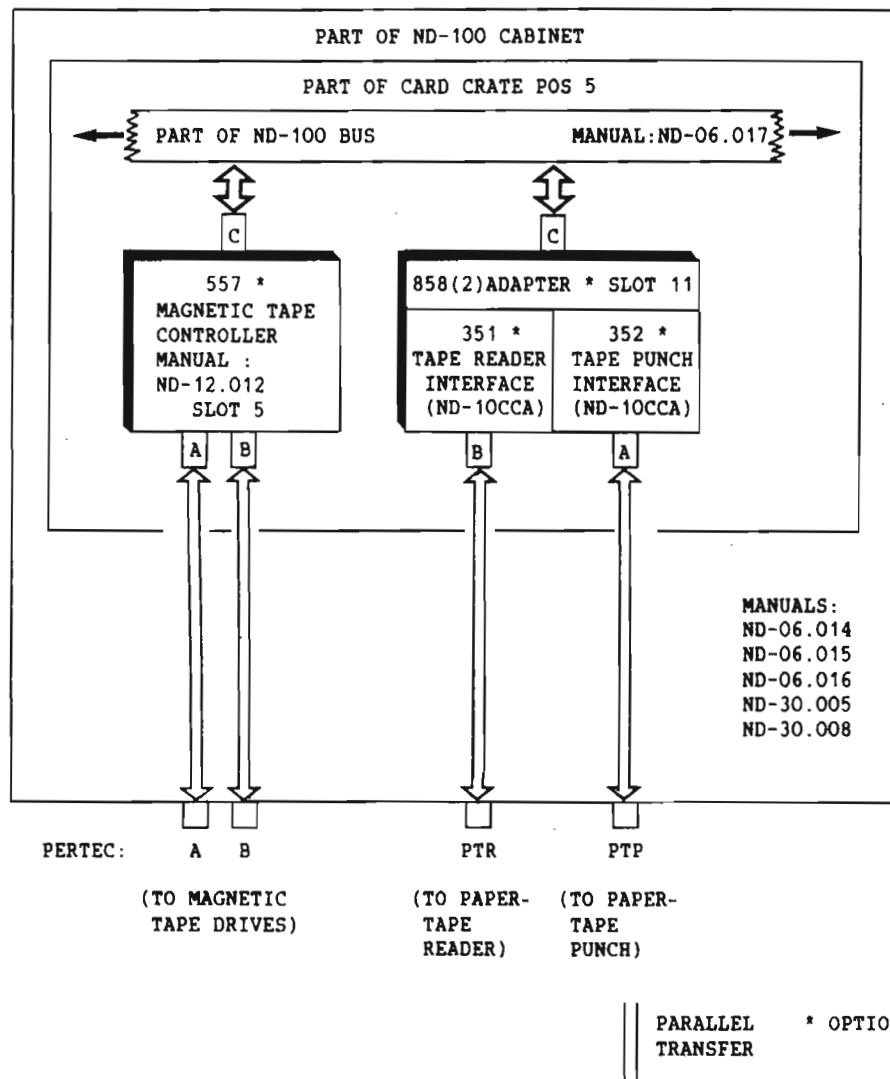 PART OF ND-100 CABINET
PART OF CARD CRATE POS 5
PART OF ND-100 BUS MANUAL:ND-06.017
C
C
557 *
MAGNETIC TAPE
CONTROLLER
MANUAL :
ND-12.012
SLOT 5
858(2)ADAPTER * SLOT 11
351 *
TAPE READER
INTERFACE
(ND-10CCA)
352 *
TAPE PUNCH
INTERFACE
(ND-10CCA)
A B
B
A
MANUALS:
ND-06.014
ND-06.015
ND-06.016
ND-30.005
ND-30.008
PERTEC: A B PTR PTP
(TO MAGNETIC
TAPE DRIVES)
(TO PAPER-
TAPE
READER)
(TO PAPER-
TAPE
PUNCH)
PARALLEL
TRANSFER
* OPTIO